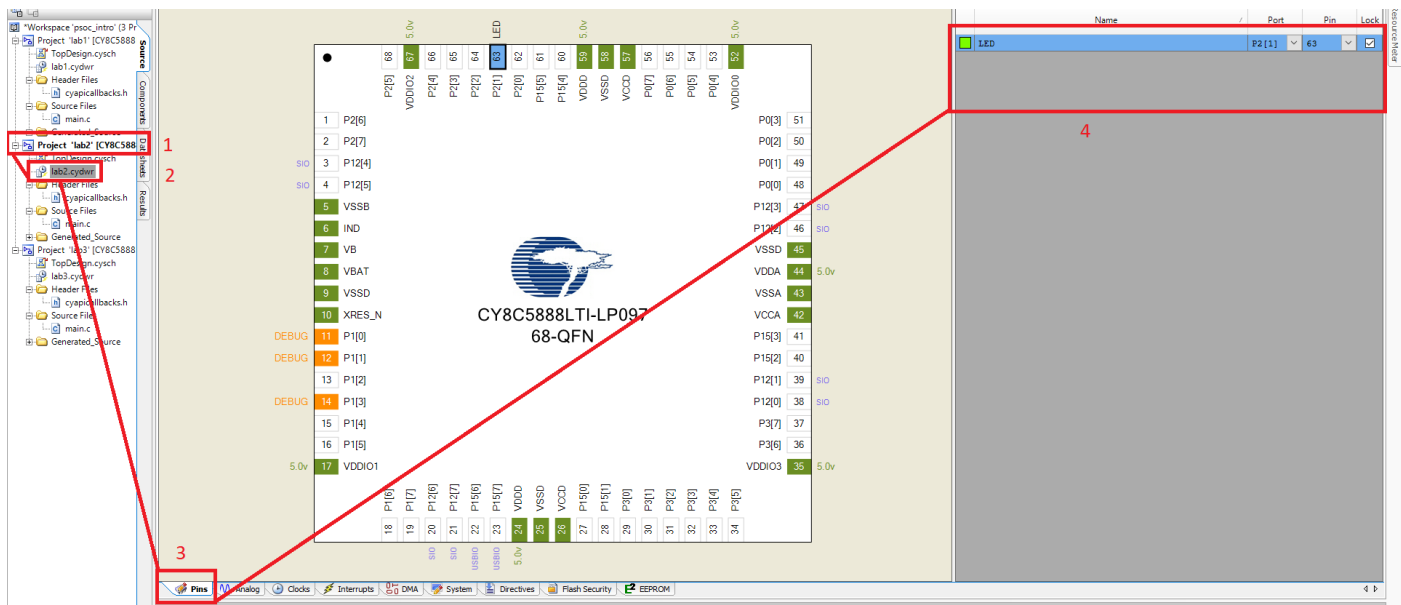 *Workspace 'psoc_intro' (3 Pr
Project 'lab1' [CY8C5888
TopDesign.cysch
lab1.cydwr
Header Files
cyapicallbacks.h
Source Files
main.c
Generated_Source
Project 'lab2' [CY8C588
TopDesign.cysch
lab2.cydwr
Header Files
cyapicallbacks.h
Source Files
main.c
Generated_Source
Project 'lab3' [CY8C5888
TopDesign.cysch
lab3.cydwr
Header Files
cyapicallbacks.h
Source Files
main.c
Generated_Source
Source
Components
Datasheets
Results
1
2
3
4
5.0v LED 5.0v 5.0v
68 67 66 65 64 63 62 61 60 59 58 57 56 55 54 53 52
P2[5] VDDIO2 P2[4] P2[3] P2[2] P2[1] P2[0] P15[5] P15[4] VDDD VSSD VCCD P0[7] P0[6] P0[5] P0[4] VDDIO0
1 P2[6]
2 P2[7]
SIO 3 P12[4]
SIO 4 P12[5]
5 VSSB
6 IND
7 VB
8 VBAT
9 VSSD
10 XRES_N
DEBUG 11 P1[0]
DEBUG 12 P1[1]
13 P1[2]
DEBUG 14 P1[3]
15 P1[4]
16 P1[5]
5.0v 17 VDDIO1
CY8C5888LTI-LP097
68-QFN
P0[3] 51
P0[2] 50
P0[1] 49
P0[0] 48
P12[3] 47 SIO
P12[2] 46 SIO
VSSD 45
VDDA 44 5.0v
VSSA 43
VCCA 42
P15[3] 41
P15[2] 40
P12[1] 39 SIO
P12[0] 38 SIO
P3[7] 37
P3[6] 36
VDDIO3 35 5.0v
P1[6] P1[7] P12[6] P12[7] P15[6] P15[7] VDDD VSSD VCCD P15[0] P15[1] P3[0] P3[1] P3[2] P3[3] P3[4] P3[5]
18 19 20 21 22 23 24 25 26 27 28 29 30 31 32 33 34
SIO SIO USBIO USBIO 5.0v
Pins Analog Clocks Interrupts DMA System Directives Flash Security EEPROM
Name Port Pin Lock
LED P2[1] 63
Resource Meter